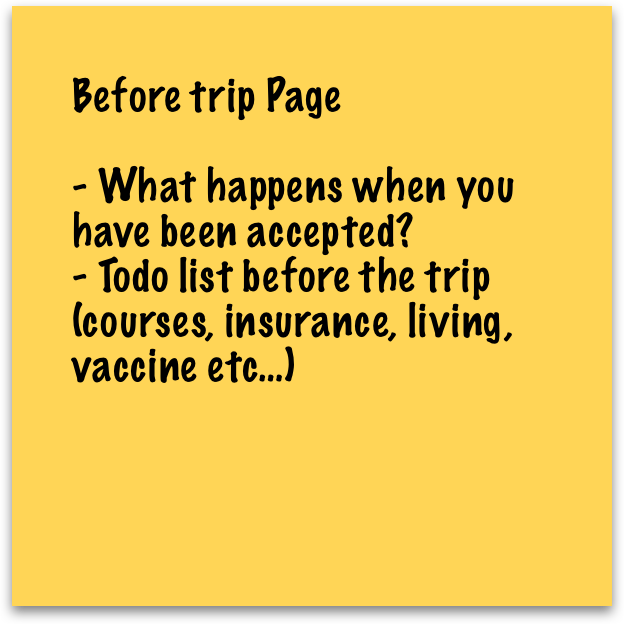 Before trip Page
- What happens when you
have been accepted?
- Todo list before the trip
(courses, insurance, living,
vaccine etc...)